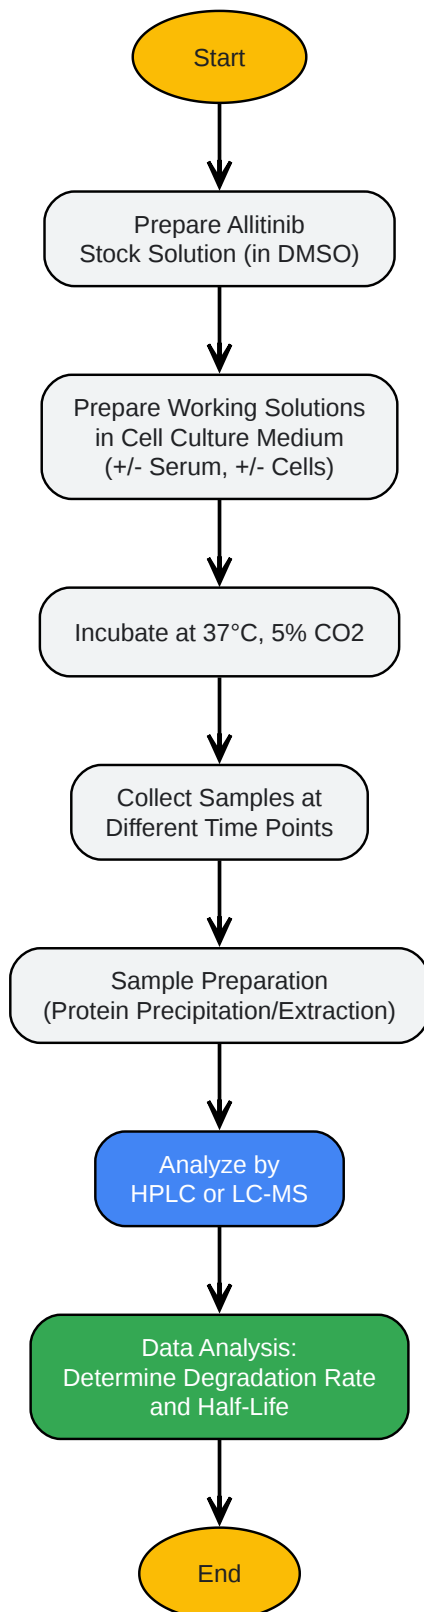 Start
Prepare Allitinib
Stock Solution (in DMSO)
Prepare Working Solutions
in Cell Culture Medium
(+/- Serum, +/- Cells)
Incubate at 37°C, 5% CO2
Collect Samples at
Different Time Points
Sample Preparation
(Protein Precipitation/Extraction)
Analyze by
HPLC or LC-MS
Data Analysis:
Determine Degradation Rate
and Half-Life
End